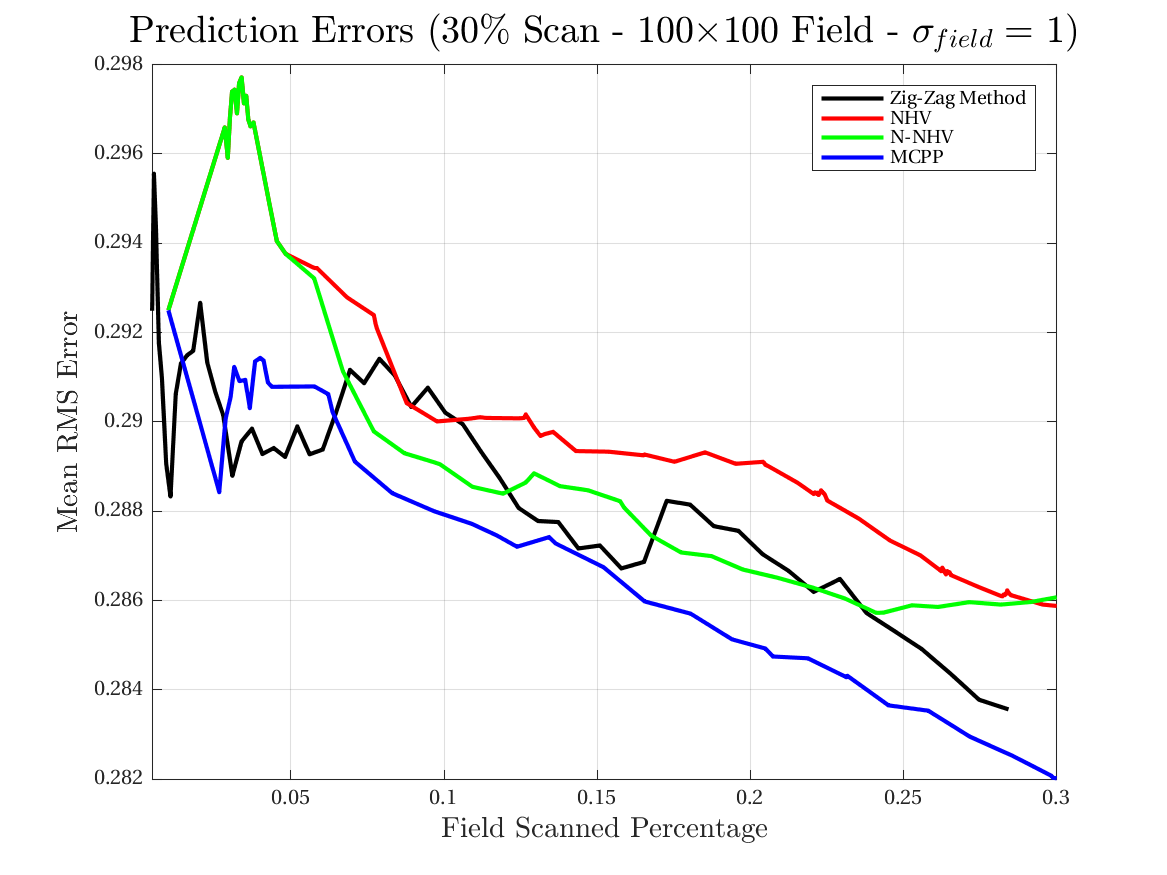 Prediction Errors (30% Scan - 100×100 Field - σ_field = 1)
0.298
0.296
0.294
0.292
0.29
0.288
0.286
0.284
0.282
Mean RMS Error
Zig-Zag Method
NHV
N-NHV
MCPP
0.05 0.1 0.15 0.2 0.25 0.3
Field Scanned Percentage